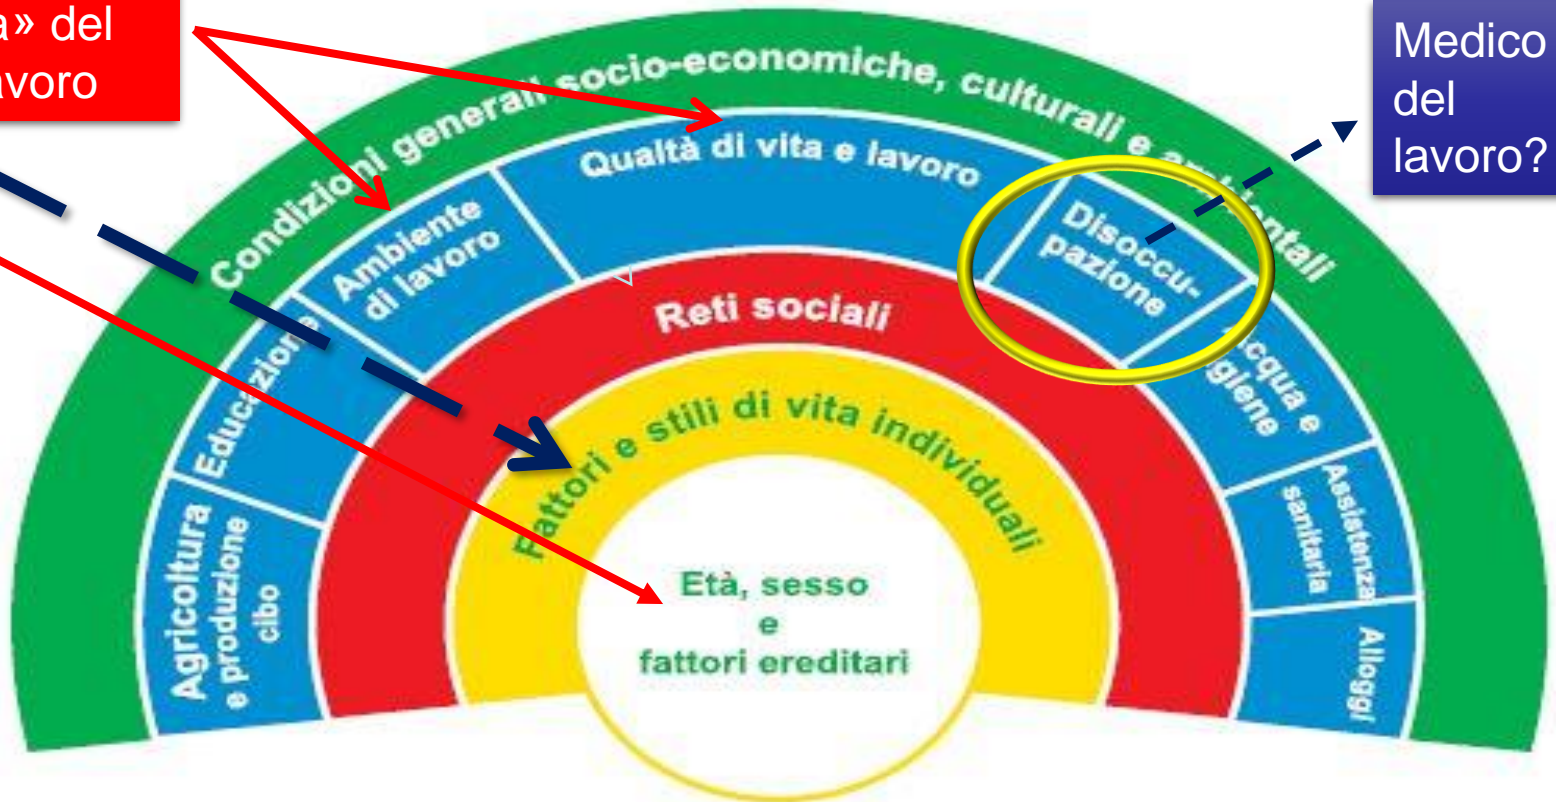 a» del
avoro
Medico
del
lavoro?
Condizioni generali socio-economiche, culturali e ambientali
Agricoltura
e produzione
cibo
Educazione
Ambiente
di lavoro
Qualtà di vita e lavoro
Disoccu-
pazione
Acqua e
igiene
Assistenza
sanitaria
Alloggi
Reti sociali
Fattori e stili di vita individuali
Età, sesso
e
fattori ereditari